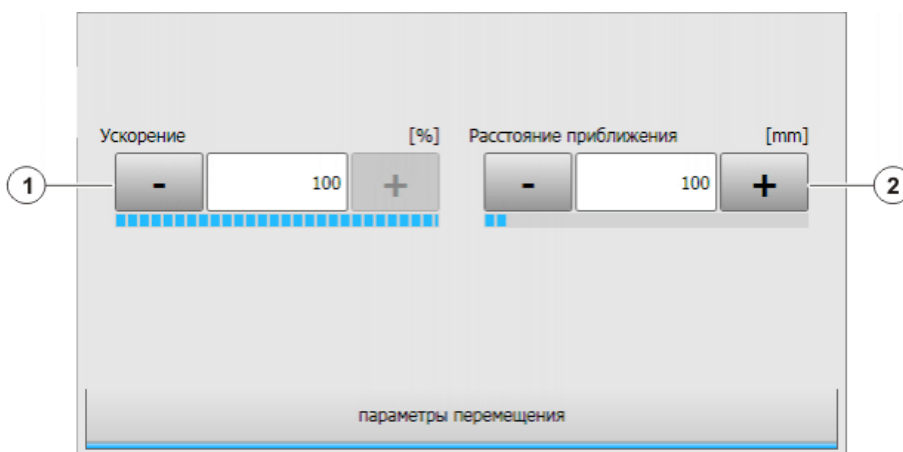 Ускорение [%] Расстояние приближения [mm]
1 - 100 + - 100 + 2
параметры перемещения